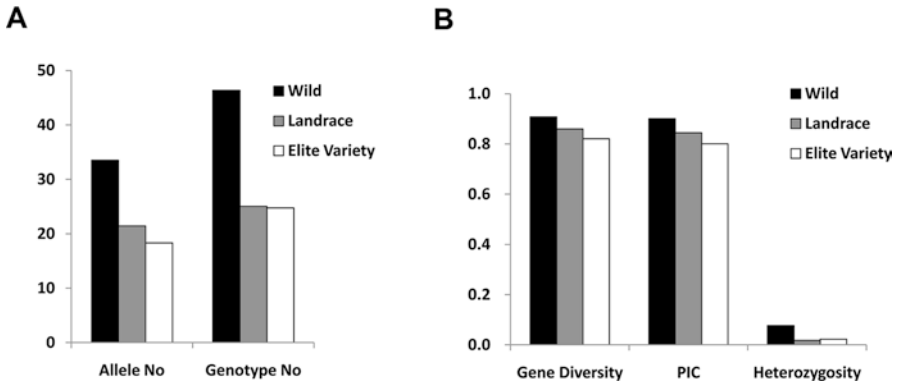 A
50
40
30
20
10
0
Wild
Landrace
Elite Variety
Allele No
Genotype No
B
1.0
0.8
0.6
0.4
0.2
0.0
Wild
Landrace
Elite Variety
Gene Diversity
PIC
Heterozygosity